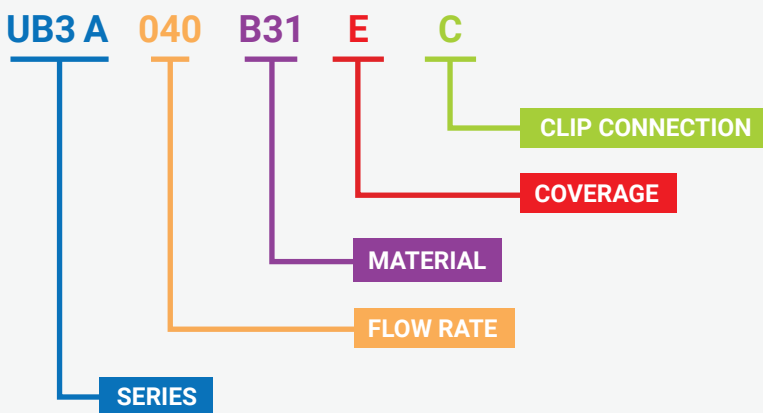 UB3 A 040 B31 E C
CLIP CONNECTION
COVERAGE
MATERIAL
FLOW RATE
SERIES